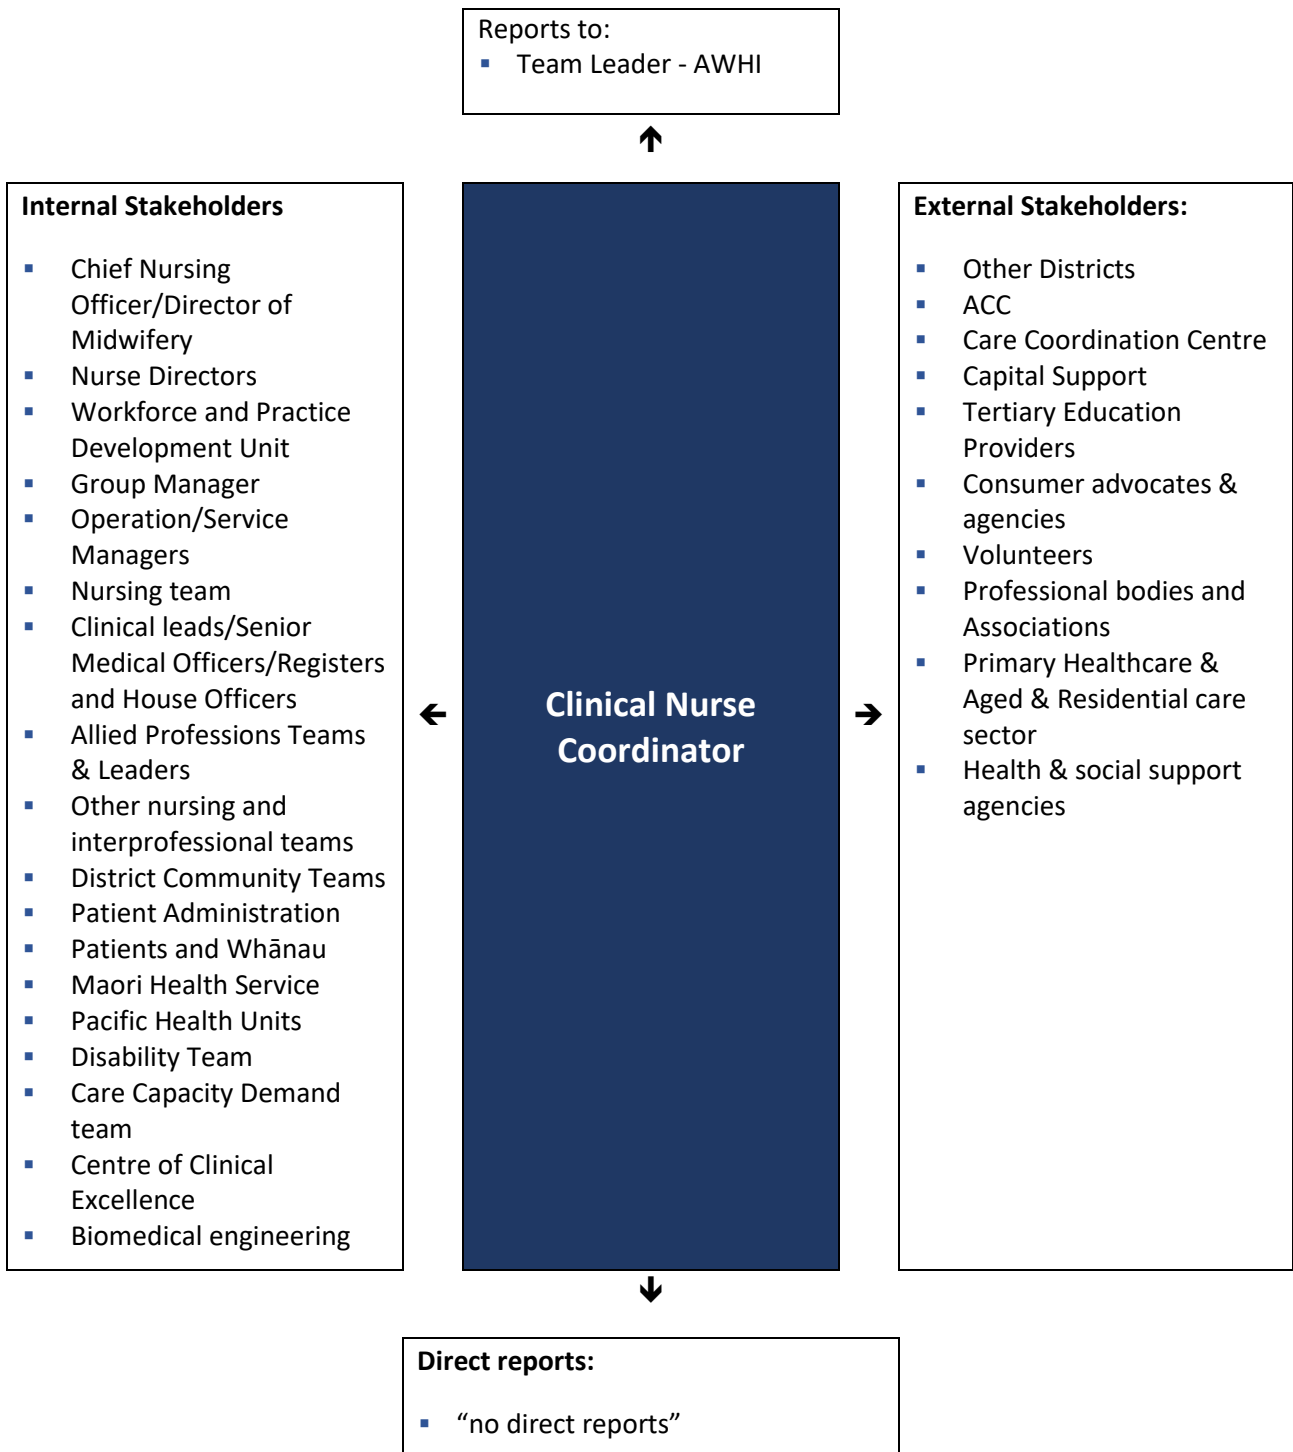 Reports to:
▪ Team Leader - AWHI
🡩
Internal Stakeholders
▪ Chief Nursing
Officer/Director of
Midwifery
▪ Nurse Directors
▪ Workforce and Practice
Development Unit
▪ Group Manager
▪ Operation/Service
Managers
▪ Nursing team
▪ Clinical leads/Senior
Medical Officers/Registers
and House Officers
▪ Allied Professions Teams
& Leaders
▪ Other nursing and
interprofessional teams
▪ District Community Teams
▪ Patient Administration
▪ Patients and Whānau
▪ Maori Health Service
▪ Pacific Health Units
▪ Disability Team
▪ Care Capacity Demand
team
▪ Centre of Clinical
Excellence
▪ Biomedical engineering
🡨
Clinical Nurse
Coordinator
🡪
External Stakeholders:
▪ Other Districts
▪ ACC
▪ Care Coordination Centre
▪ Capital Support
▪ Tertiary Education
Providers
▪ Consumer advocates &
agencies
▪ Volunteers
▪ Professional bodies and
Associations
▪ Primary Healthcare &
Aged & Residential care
sector
▪ Health & social support
agencies
🡫
Direct reports:
▪ “no direct reports”